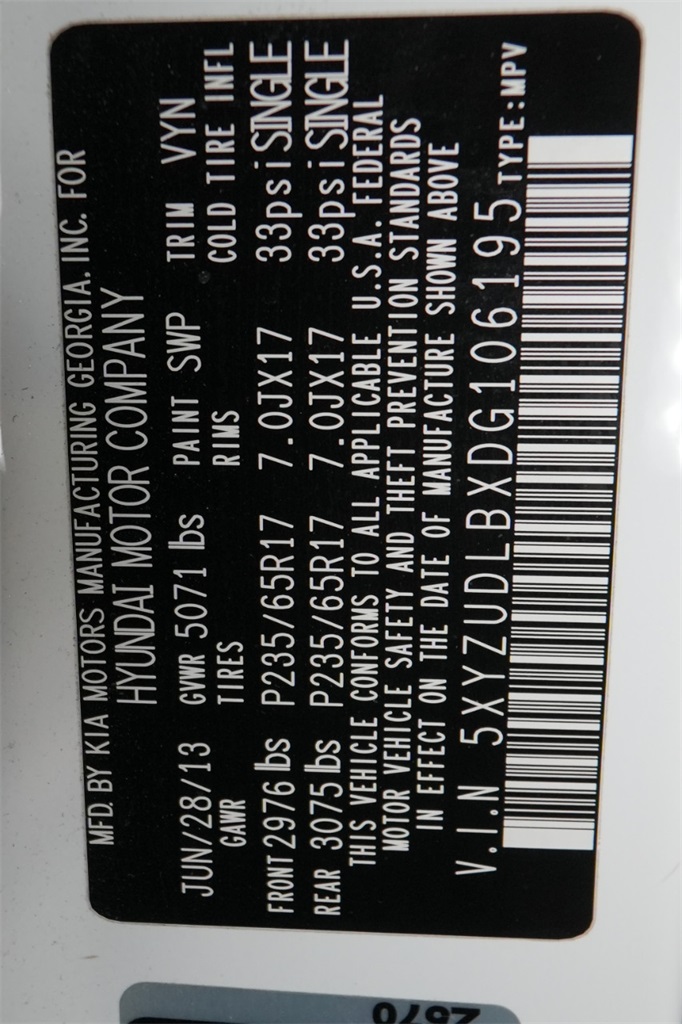 MFD. BY KIA MOTORS MANUFACTURING GEORGIA, INC. FOR
HYUNDAI MOTOR COMPANY
JUN/28/13 GVWR 5071 lbs PAINT SWP TRIM VYN
GAWR TIRES RIMS COLD TIRE INFL
FRONT 2976 lbs P235/65R17 7.0JX17 33psi SINGLE
REAR 3075 lbs P235/65R17 7.0JX17 33psi SINGLE
THIS VEHICLE CONFORMS TO ALL APPLICABLE U.S.A. FEDERAL
MOTOR VEHICLE SAFETY AND THEFT PREVENTION STANDARDS
IN EFFECT ON THE DATE OF MANUFACTURE SHOWN ABOVE
V.I.N 5XYZUDLBXDG106195 TYPE:MPV
2670